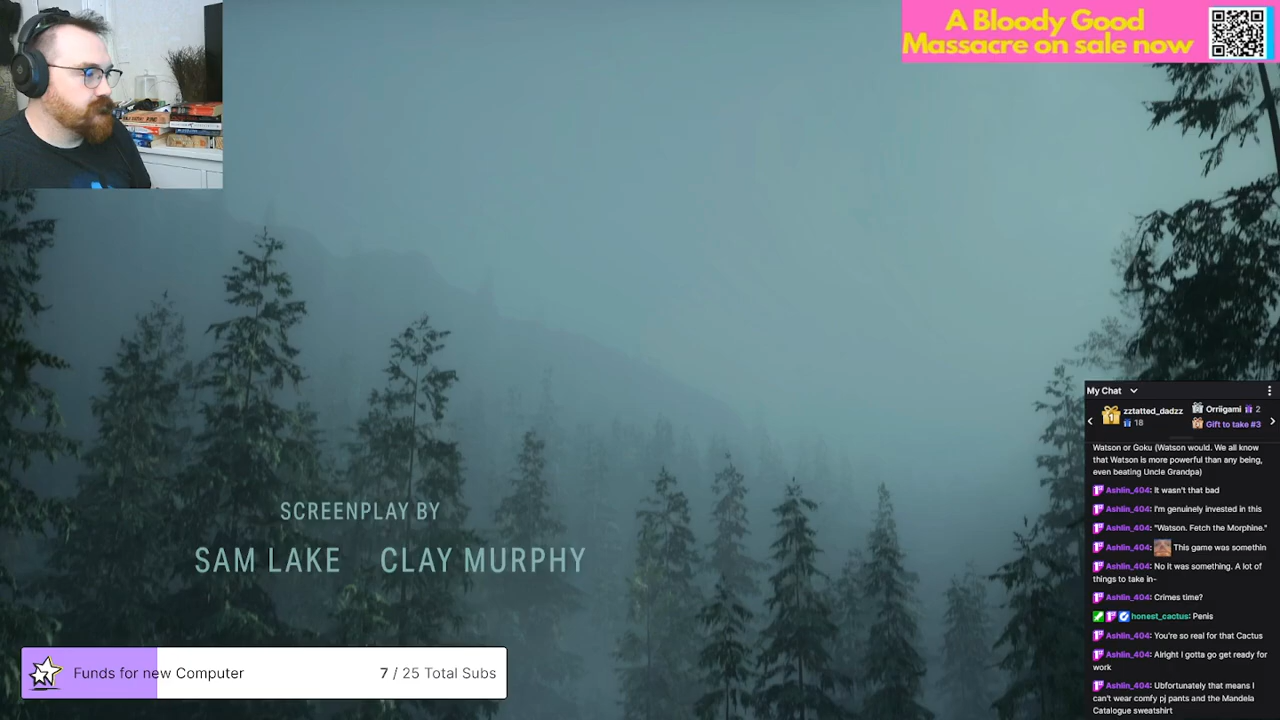 A Bloody Good
Massacre on sale now
SCREENPLAY BY
SAM LAKE CLAY MURPHY
Funds for new Computer 7 / 25 Total Subs
My Chat
zztatted_dadzz
18
Orriigami 2
Gift to take #3
Watson or Goku (Watson would. We all know
that Watson is more powerful than any being,
even beating Uncle Grandpa)
Ashlin_404: It wasn't that bad
Ashlin_404: I'm genuinely invested in this
Ashlin_404: "Watson. Fetch the Morphine."
Ashlin_404: This game was somethin
Ashlin_404: No it was something. A lot of
things to take in-
Ashlin_404: Crimes time?
honest_cactus: Penis
Ashlin_404: You're so real for that Cactus
Ashlin_404: Alright I gotta go get ready for
work
Ashlin_404: Ubfortunately that means I
can't wear comfy pj pants and the Mandela
Catalogue sweatshirt